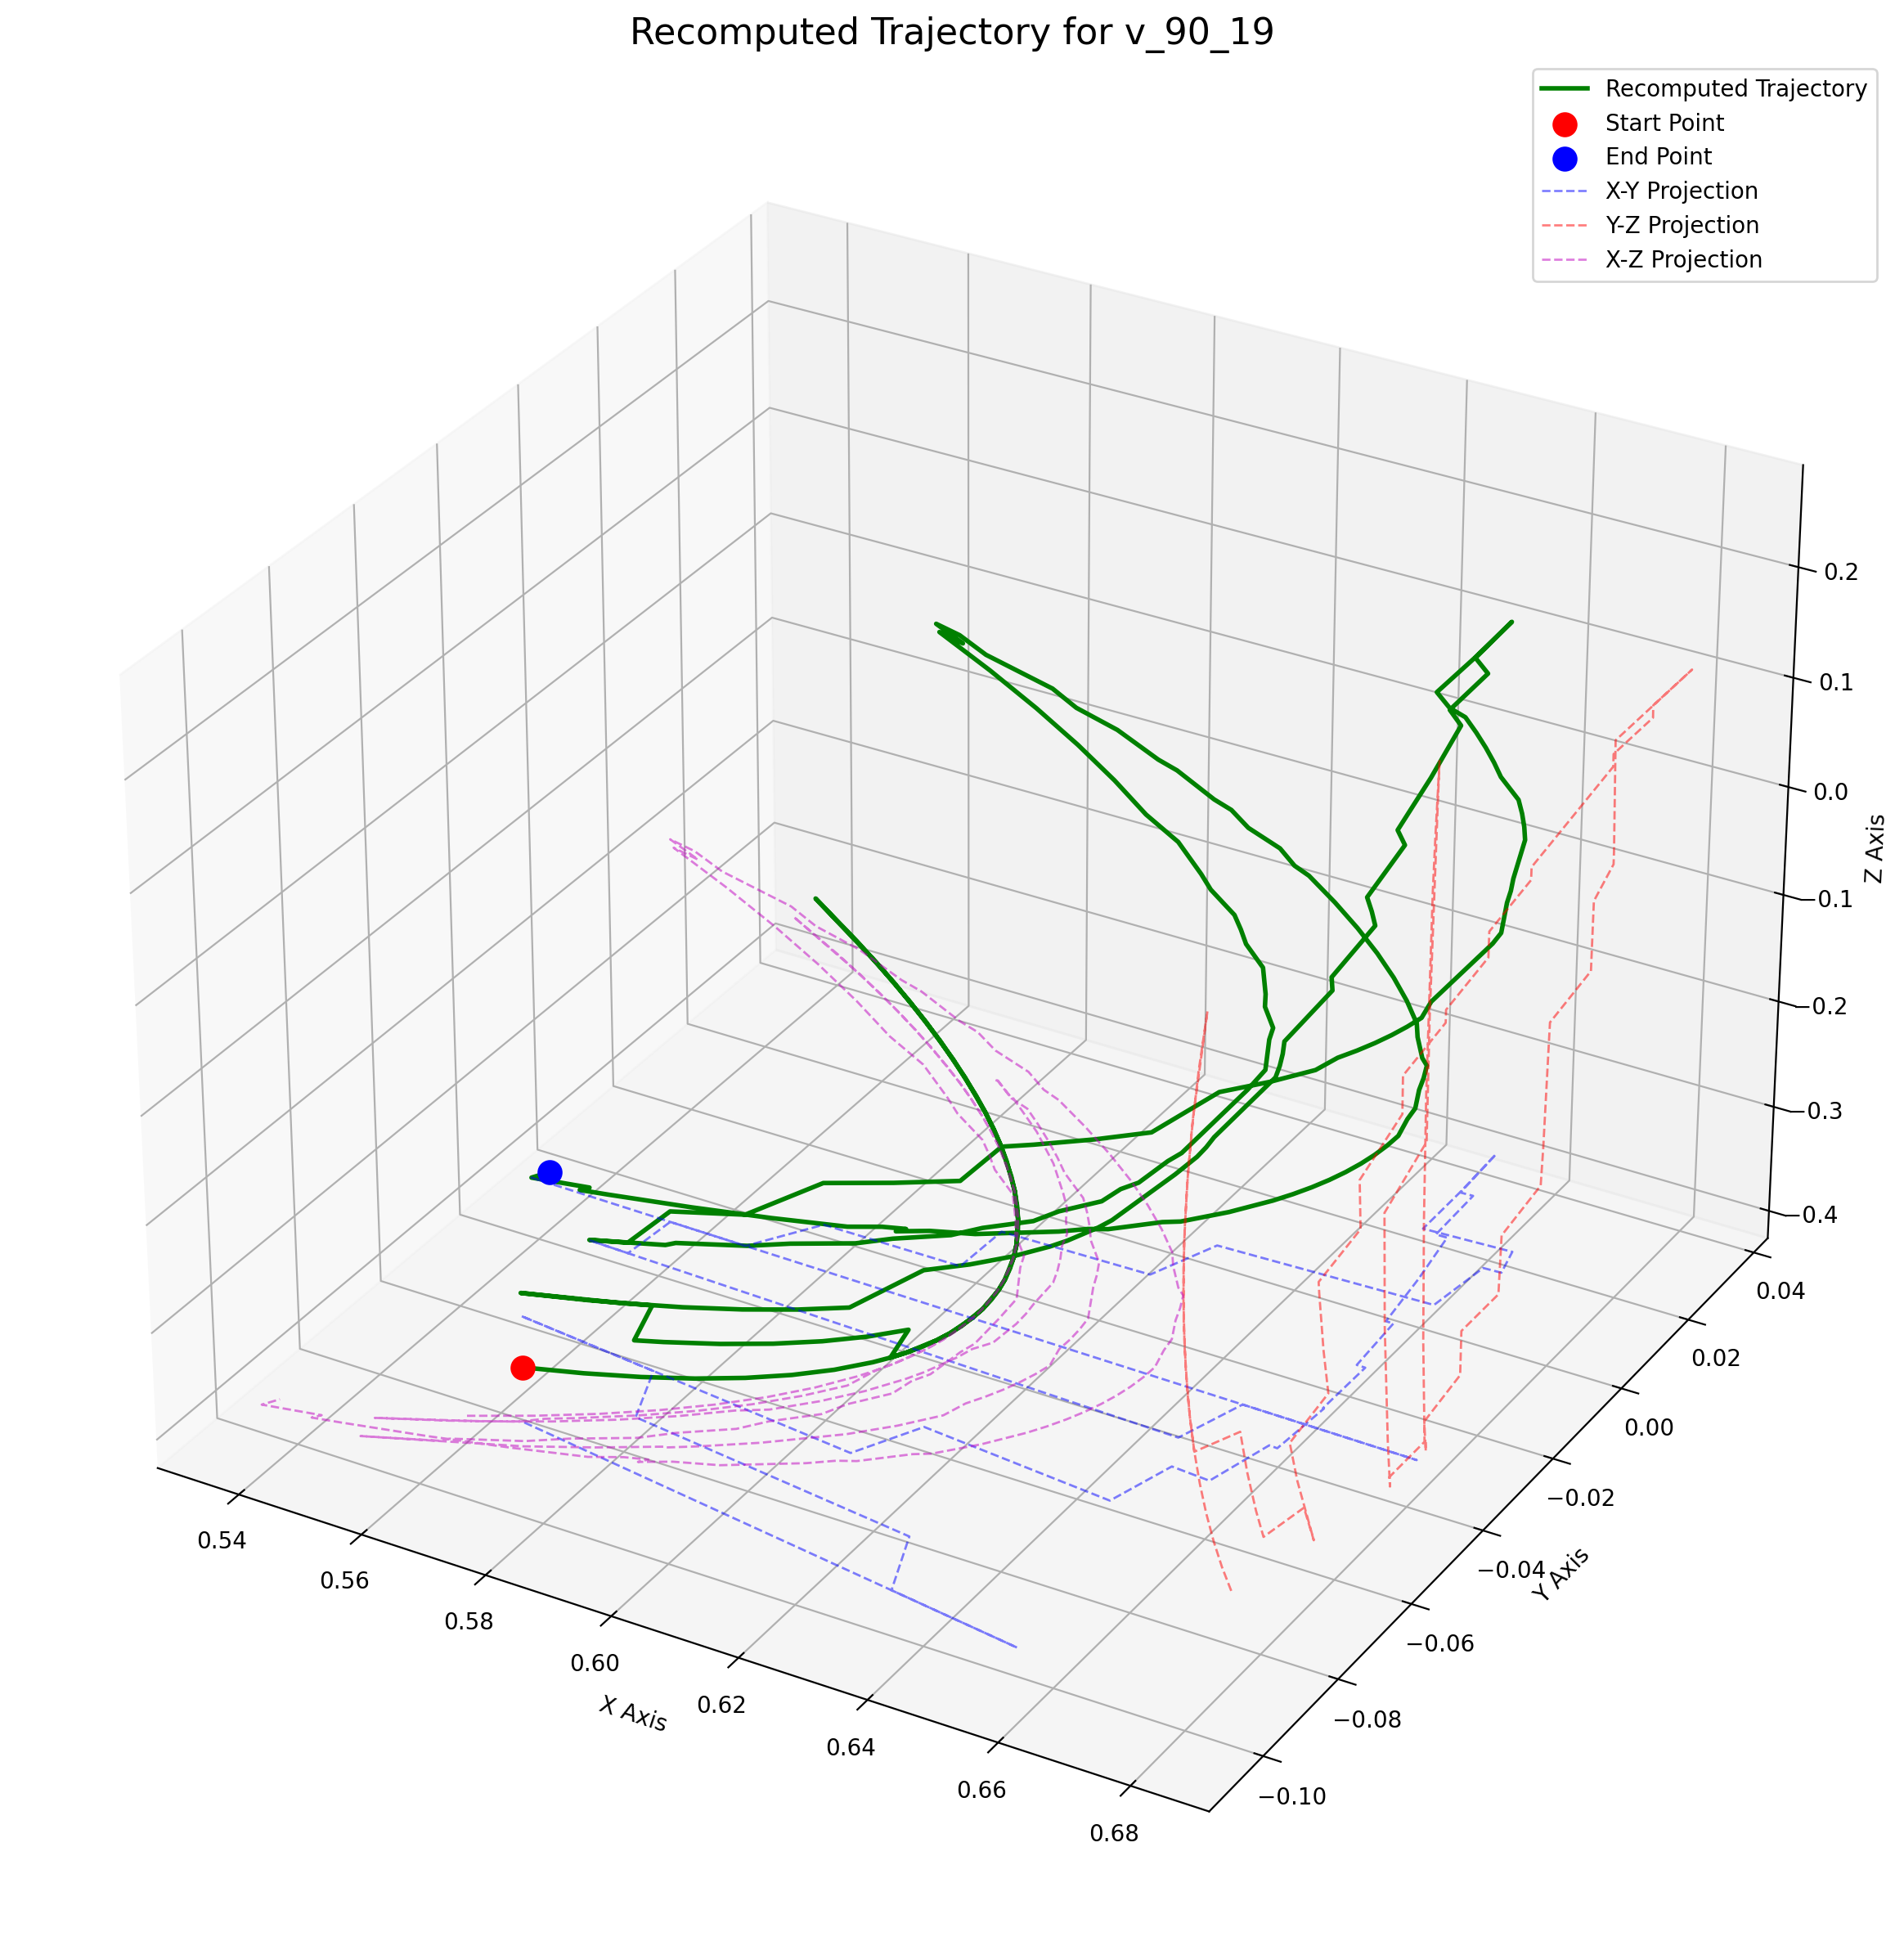 Recomputed Trajectory for v_90_19
Recomputed Trajectory
Start Point
End Point
X-Y Projection
Y-Z Projection
X-Z Projection
0.2
0.1
0.0
−0.1
−0.2
−0.3
−0.4
Z Axis
0.04
0.02
0.00
−0.02
−0.04
−0.06
−0.08
−0.10
Y Axis
0.54
0.56
0.58
0.60
0.62
0.64
0.66
0.68
X Axis